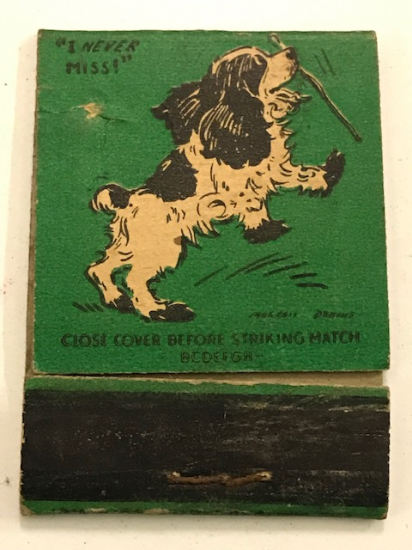 "I NEVER
MISS!"
CLOSE COVER BEFORE STRIKING MATCH